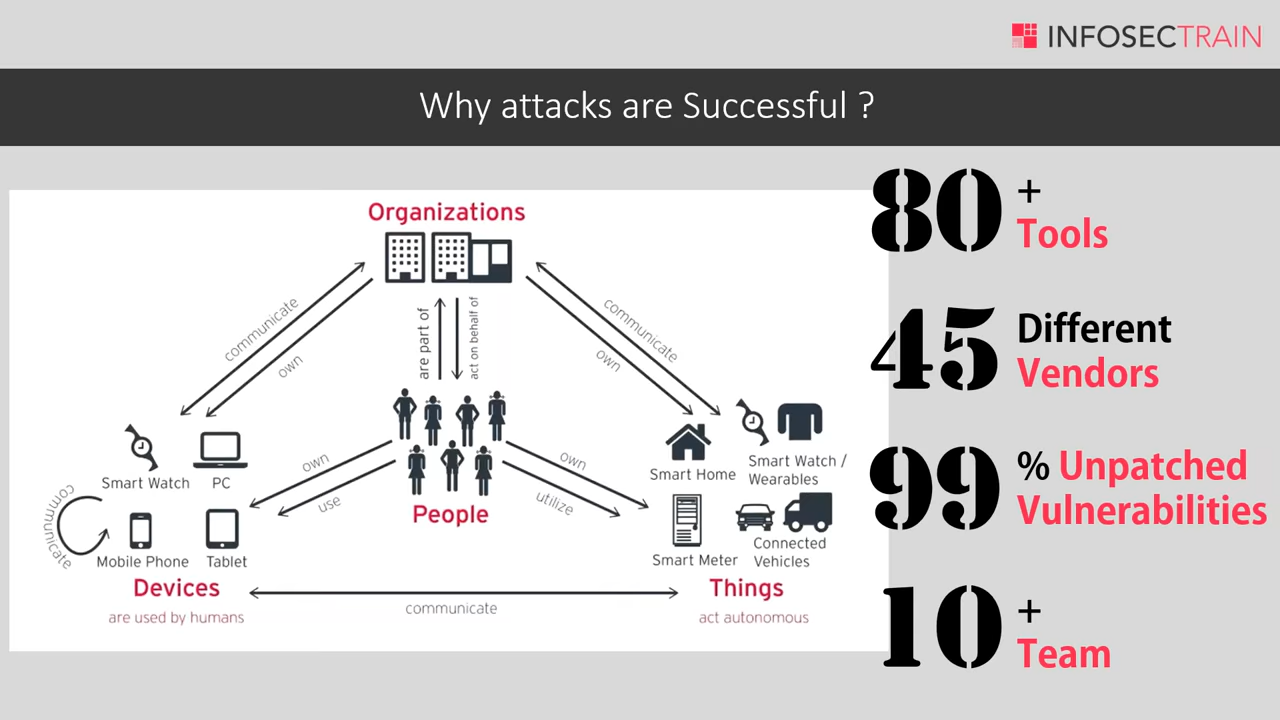 INFOSECTRAIN
Why attacks are Successful ?
Organizations
communicate
own
are part of
act on behalf of
communicate
own
Smart Watch
PC
communicate
Mobile Phone
Tablet
Devices
are used by humans
own
use
People
own
utilize
Smart Home
Smart Watch /
Wearables
Smart Meter
Connected
Vehicles
Things
act autonomous
communicate
80 +
Tools
45 Different
Vendors
99 % Unpatched
Vulnerabilities
10 +
Team